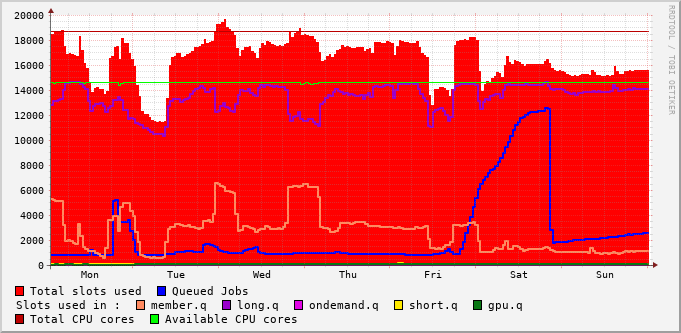 RRDTOOL / TOBI OETIKER
20000
18000
16000
14000
12000
10000
8000
6000
4000
2000
0
Mon Tue Wed Thu Fri Sat Sun
Total slots used Queued Jobs
Slots used in : member.q long.q ondemand.q short.q gpu.q
Total CPU cores Available CPU cores